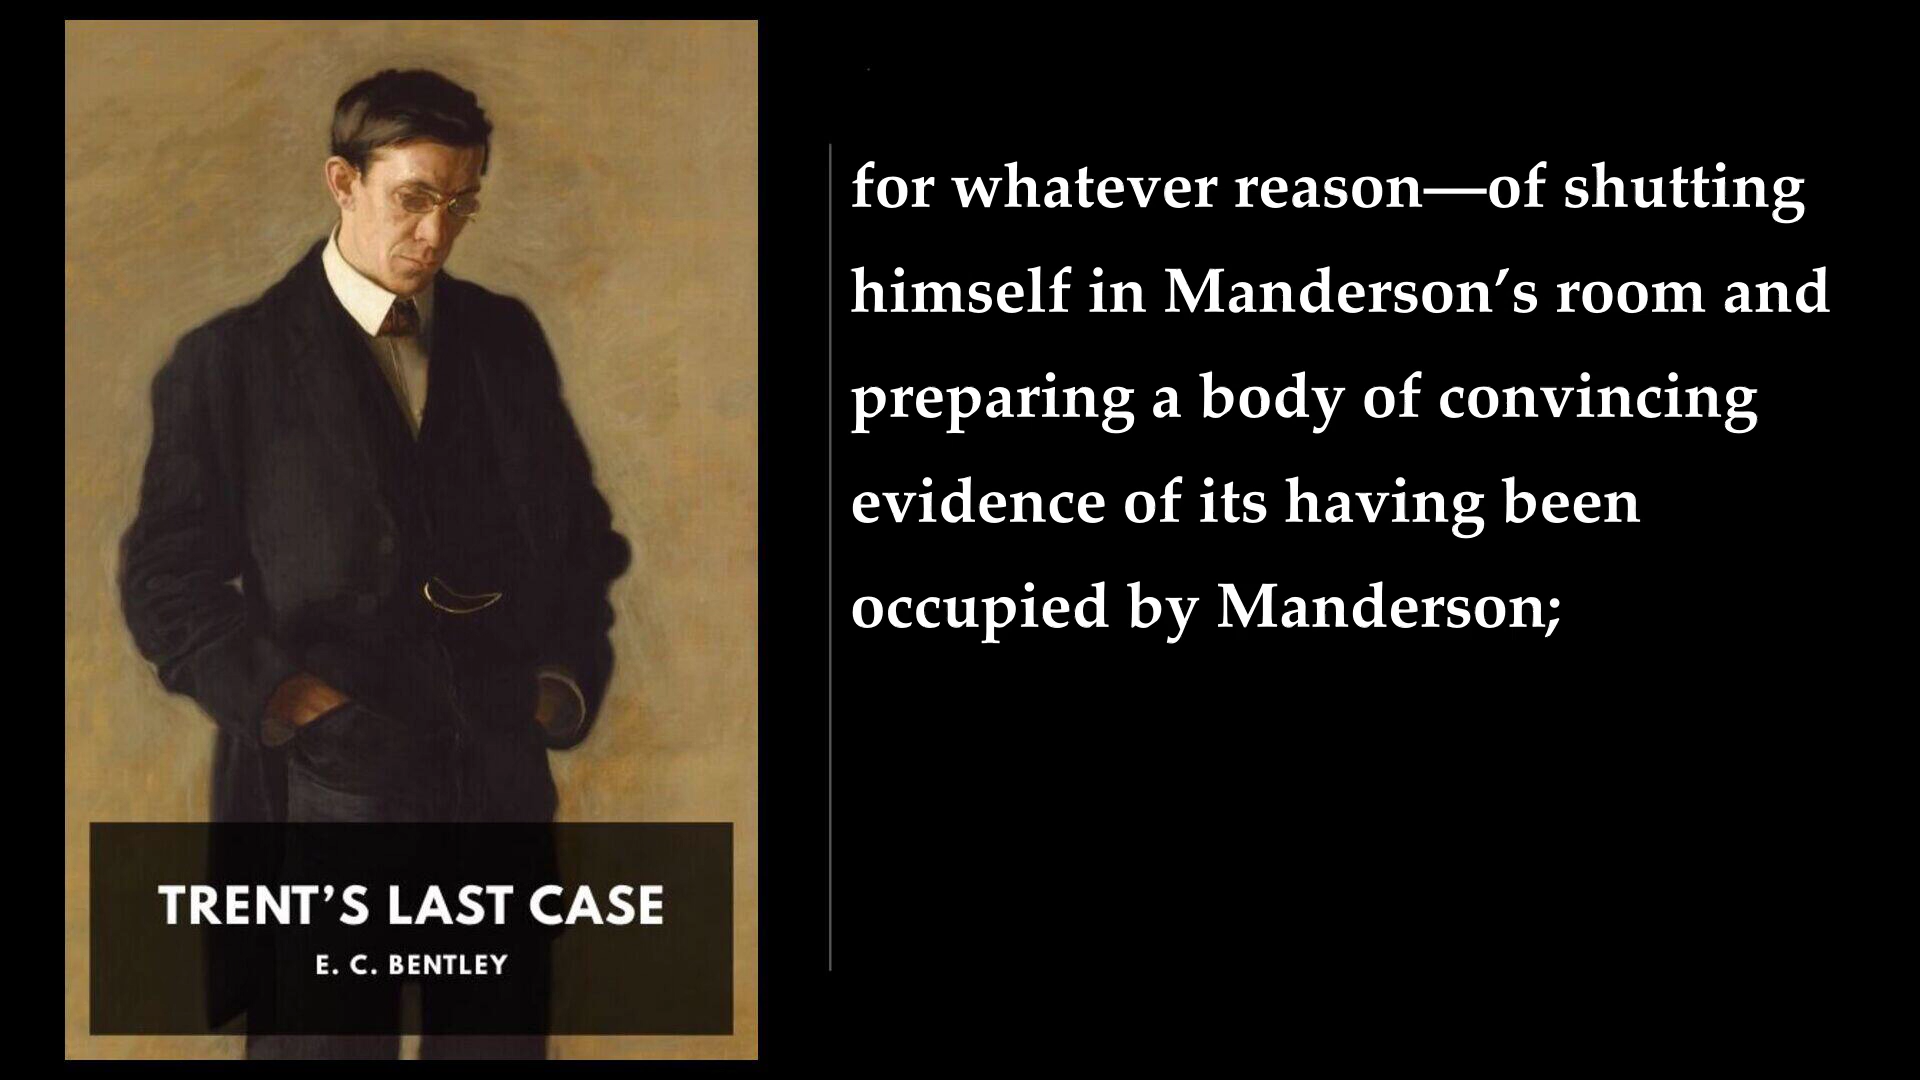 for whatever reason—of shutting
himself in Manderson’s room and
preparing a body of convincing
evidence of its having been
occupied by Manderson;
TRENT’S LAST CASE
E. C. BENTLEY